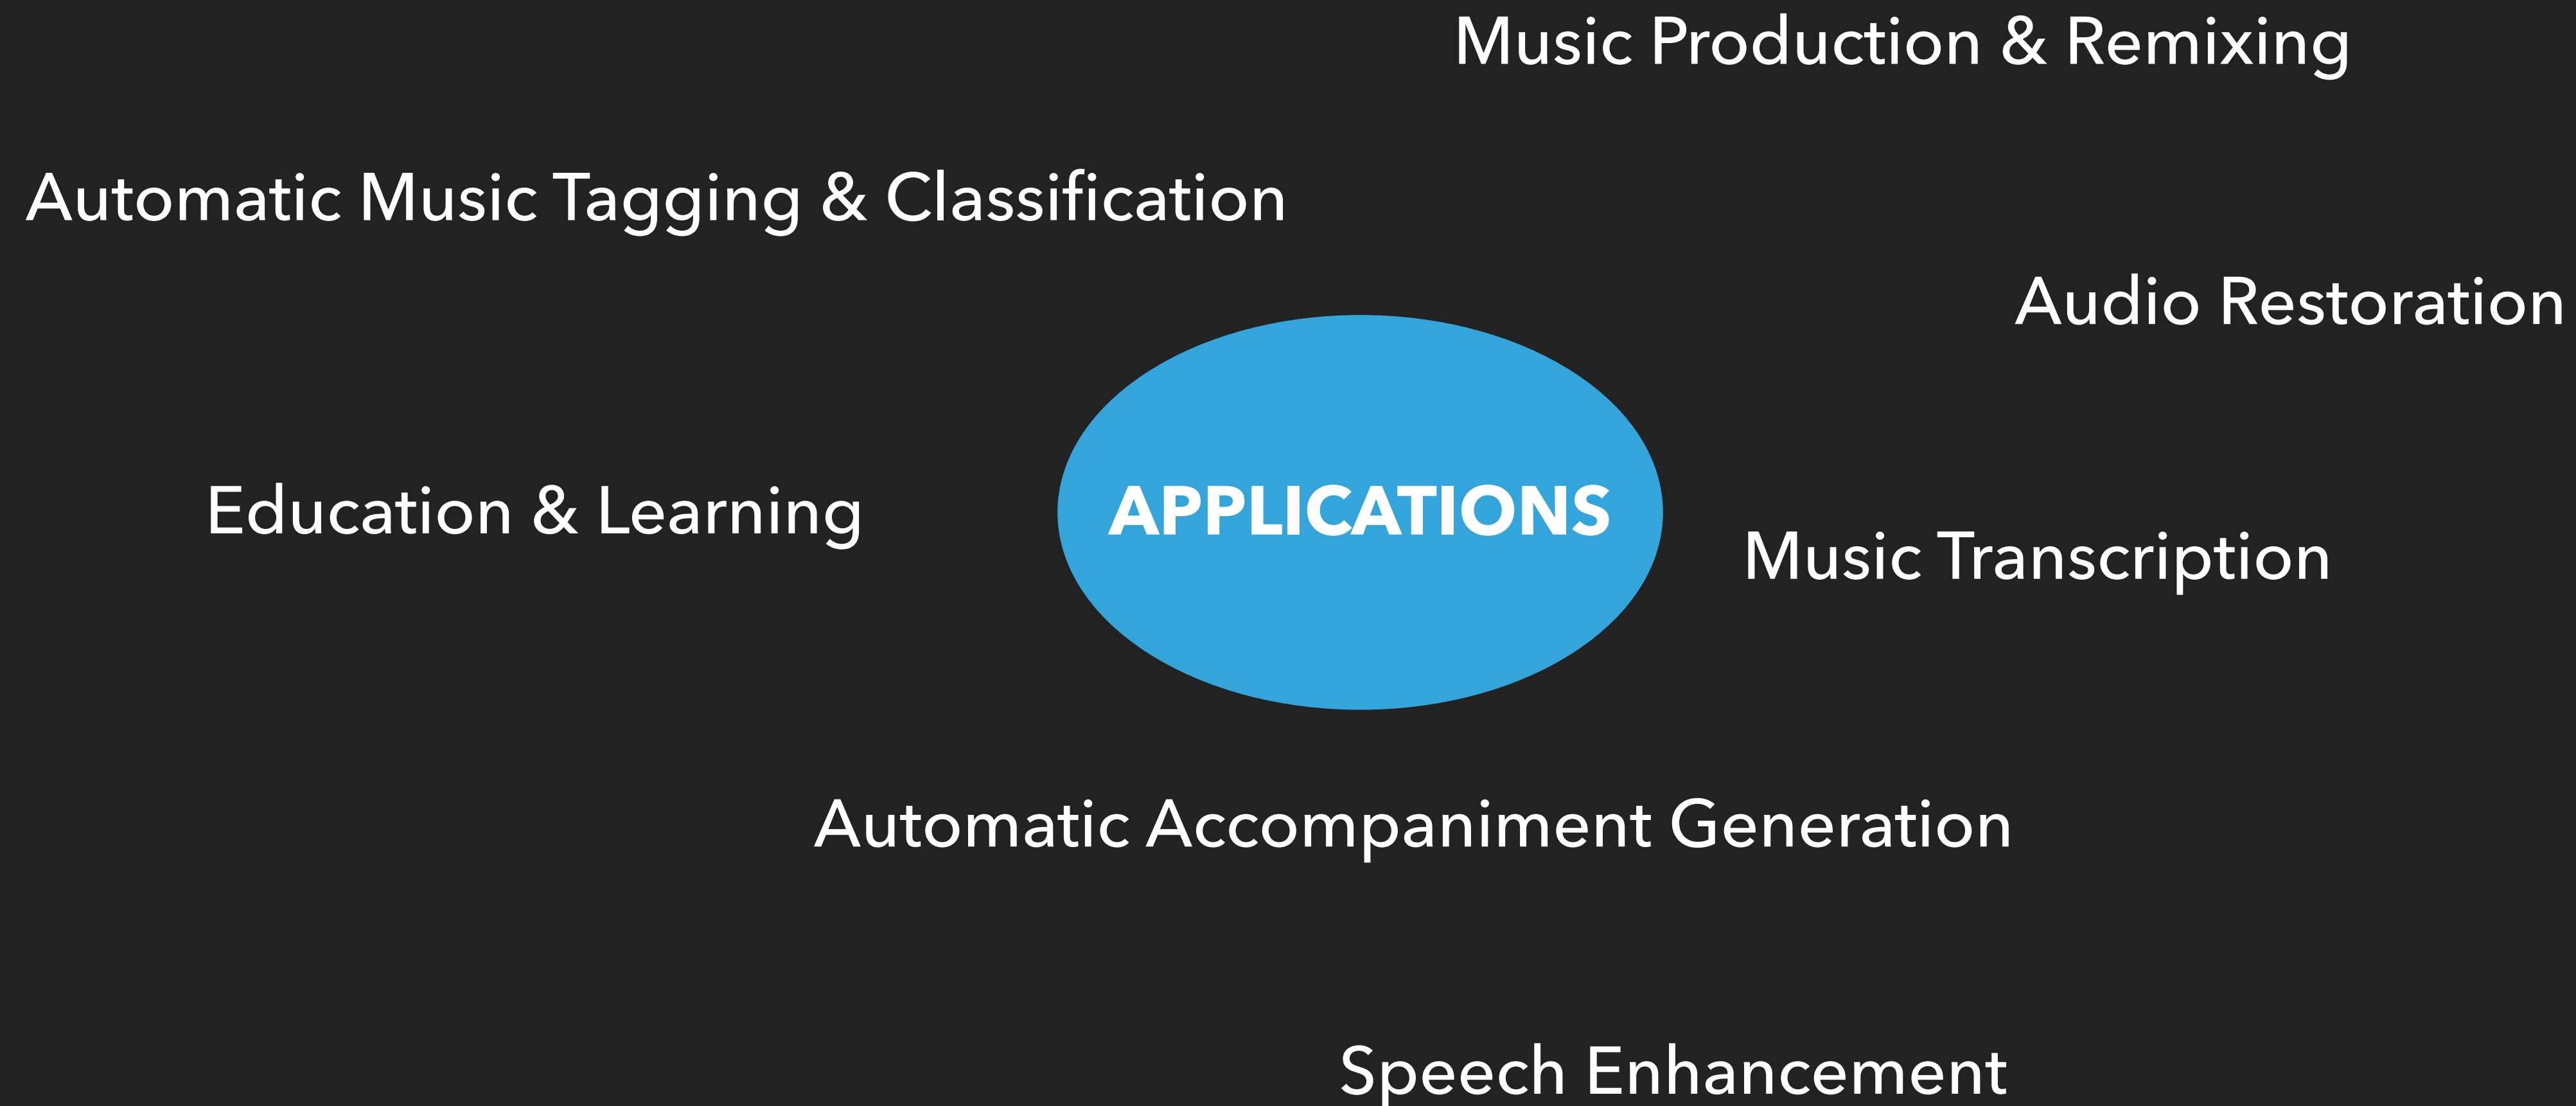 Music Production & Remixing
Automatic Music Tagging & Classification
Audio Restoration
Education & Learning
APPLICATIONS
Music Transcription
Automatic Accompaniment Generation
Speech Enhancement